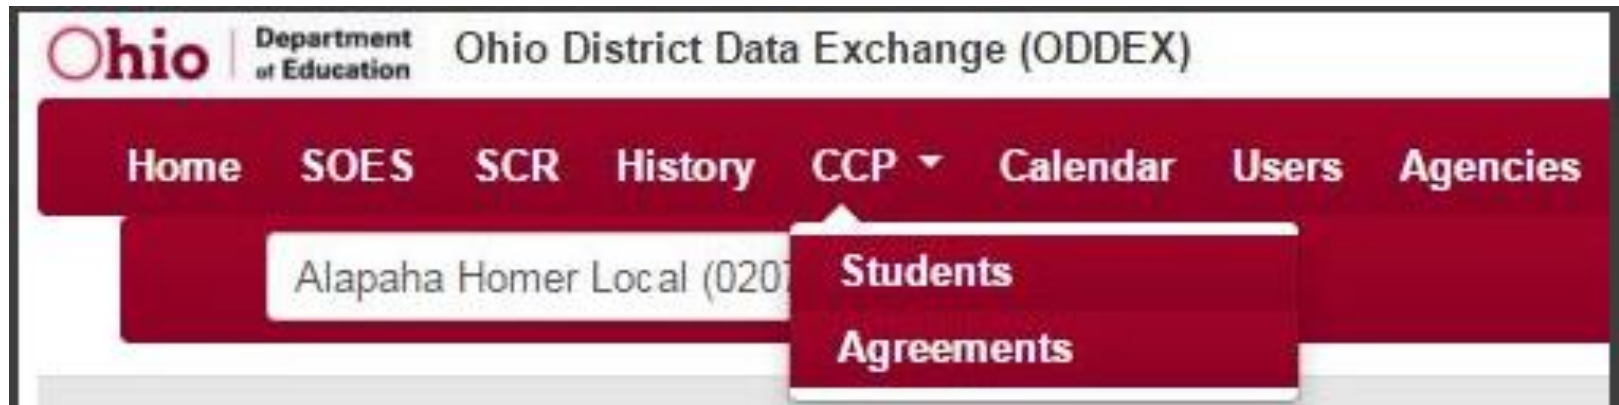 Ohio Department of Education Ohio District Data Exchange (ODDEX)
Home SOES SCR History CCP Calendar Users Agencies
Alapaha Homer Local (020
Students
Agreements